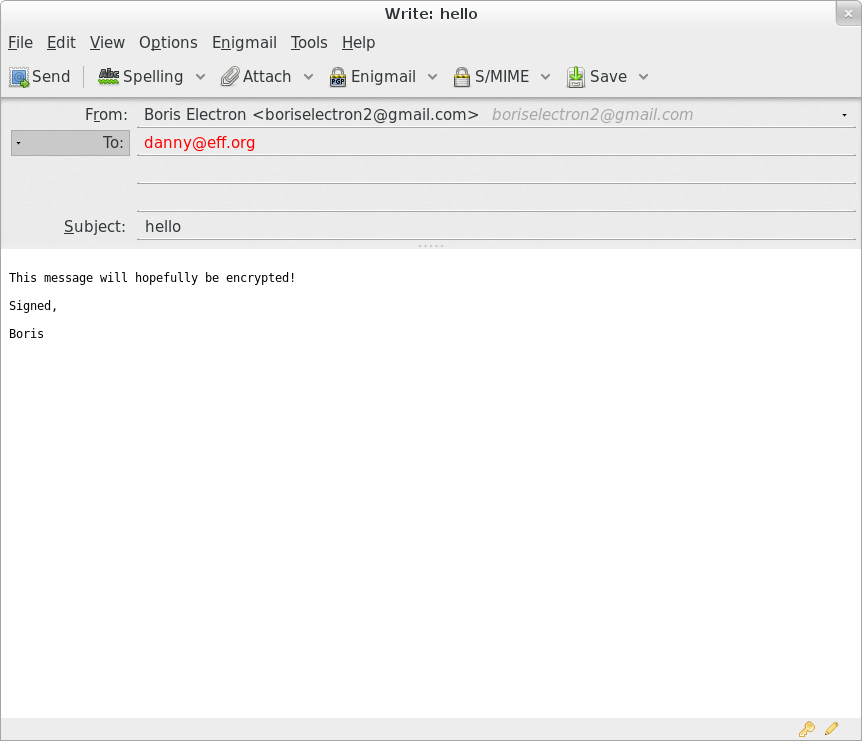 Write: hello
File Edit View Options Enigmail Tools Help
Send Abc Spelling Attach PGP Enigmail S/MIME Save
From: Boris Electron <boriselectron2@gmail.com> boriselectron2@gmail.com
To: danny@eff.org
Subject: hello
This message will hopefully be encrypted!
Signed,
Boris